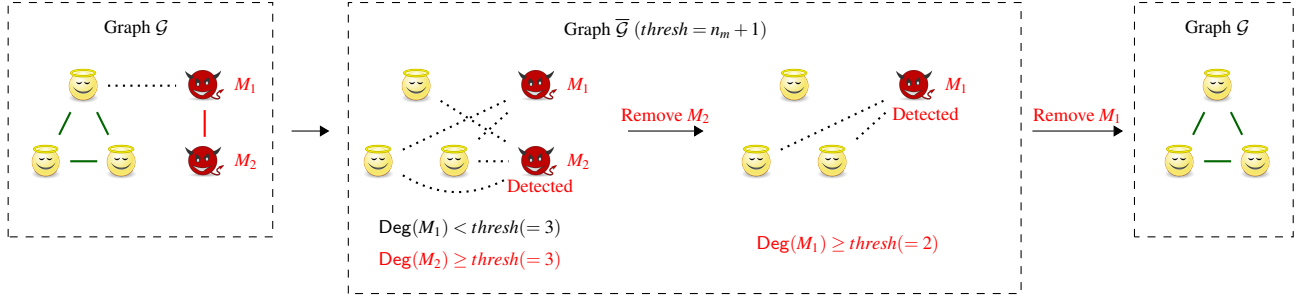 Graph 𝒢
M₁
M₂
Graph 𝒢̅ (thresh = nₘ + 1)
M₁
M₂
Detected
Deg(M₁) < thresh(= 3)
Deg(M₂) ≥ thresh(= 3)
Remove M₂
M₁
Detected
Deg(M₁) ≥ thresh(= 2)
Remove M₁
Graph 𝒢